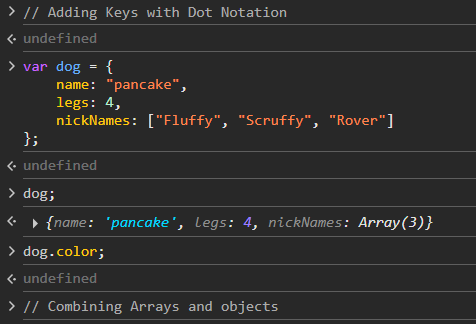 > // Adding Keys with Dot Notation
<· undefined
> var dog = {
name: "pancake",
legs: 4,
nickNames: ["Fluffy", "Scruffy", "Rover"]
};
<· undefined
> dog;
<· ▸ {name: 'pancake', legs: 4, nickNames: Array(3)}
> dog.color;
<· undefined
> // Combining Arrays and objects